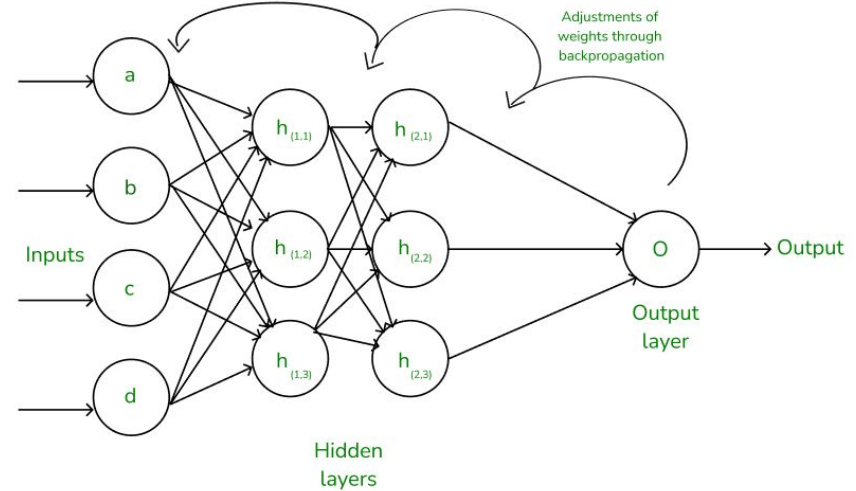 Adjustments of
weights through
backpropagation
a
h (1,1)
h (2,1)
b
Inputs
h (1,2)
h (2,2)
O
Output
c
Output
layer
h (1,3)
h (2,3)
d
Hidden
layers